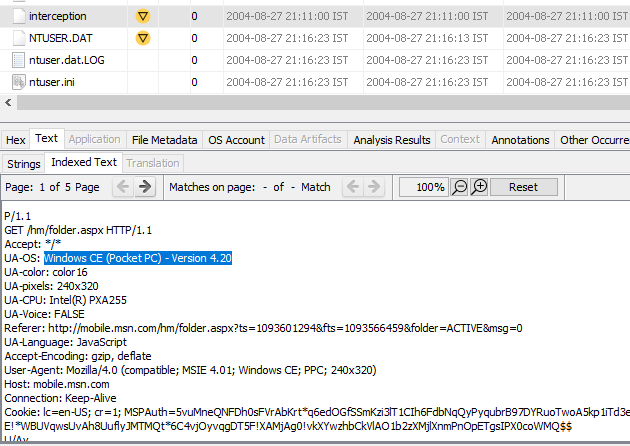 interception 0 2004-08-27 21:11:00 IST 2004-08-27 21:11:00 IST 2004-08-27 21:11:00 IST
NTUSER.DAT 0 2004-08-27 21:16:23 IST 2004-08-27 21:16:13 IST 2004-08-27 21:16:23 IST
ntuser.dat.LOG 2004-08-27 21:16:23 IST 2004-08-27 21:16:23 IST 2004-08-27 21:16:23 IST
ntuser.ini 0 2004-08-27 21:16:23 IST 2004-08-27 21:16:23 IST 2004-08-27 21:16:23 IST
Hex Text Application File Metadata OS Account Data Artifacts Analysis Results Context Annotations Other Occurre
Strings Indexed Text Translation
Page: 1 of 5 Page Matches on page: - of - Match 100% Reset
P/1.1
GET /hm/folder.aspx HTTP/1.1
Accept: */*
UA-OS: Windows CE (Pocket PC) - Version 4.20
UA-color: color16
UA-pixels: 240x320
UA-CPU: Intel(R) PXA255
UA-Voice: FALSE
Referer: http://mobile.msn.com/hm/folder.aspx?ts=1093601294&fts=1093566459&folder=ACTIVE&msg=0
UA-Language: JavaScript
Accept-Encoding: gzip, deflate
User-Agent: Mozilla/4.0 (compatible; MSIE 4.01; Windows CE; PPC; 240x320)
Host: mobile.msn.com
Connection: Keep-Alive
Cookie: lc=en-US; cr=1; MSPAuth=5vuMneQNFDh0sFVrAbKrt*q6edOGfSSmKzi3lT1CIh6FdbNqQyPyqubrB97DYRuoTwoA5kp1iTd3e
E!*WBUVqwsUvAh8UuflyJMTMQt*6C4vjOyvqgDT5F!XAMjAg0!vkXYwzhbCkVlAO1b2zXMjlXnmPnOpETgsIPX0coWMQ$$